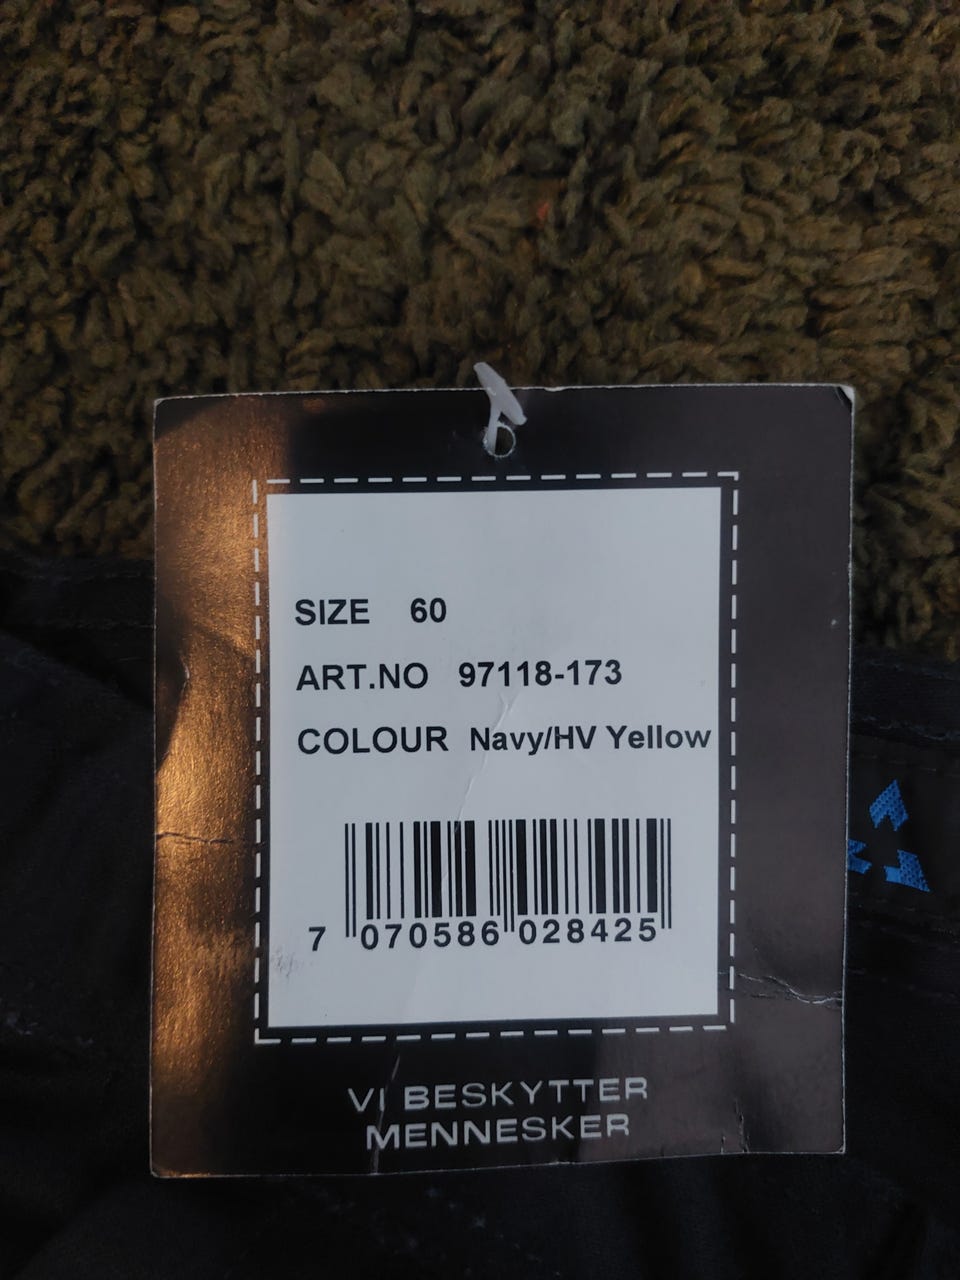 SIZE 60
ART.NO 97118-173
COLOUR Navy/HV Yellow
7 070586 028425
VI BESKYTTER
MENNESKER